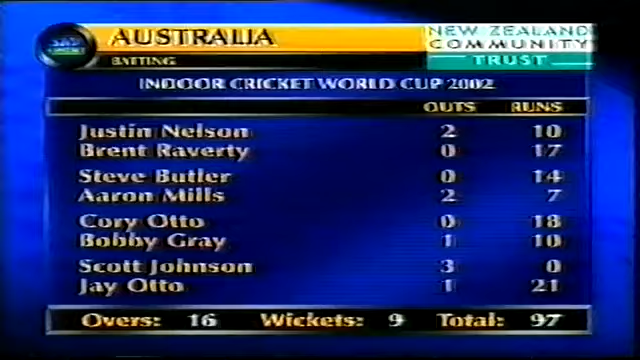 AUSTRALIA
NEW ZEALAND
COMMUNITY
TRUST
BATTING
INDOOR CRICKET WORLD CUP 2002
OUTS RUNS
Justin Nelson 2 10
Brent Raverty 0 17
Steve Butler 0 14
Aaron Mills 2 7
Cory Otto 0 18
Bobby Gray 1 10
Scott Johnson 3 0
Jay Otto 1 21
Overs: 16 Wickets: 9 Total: 97